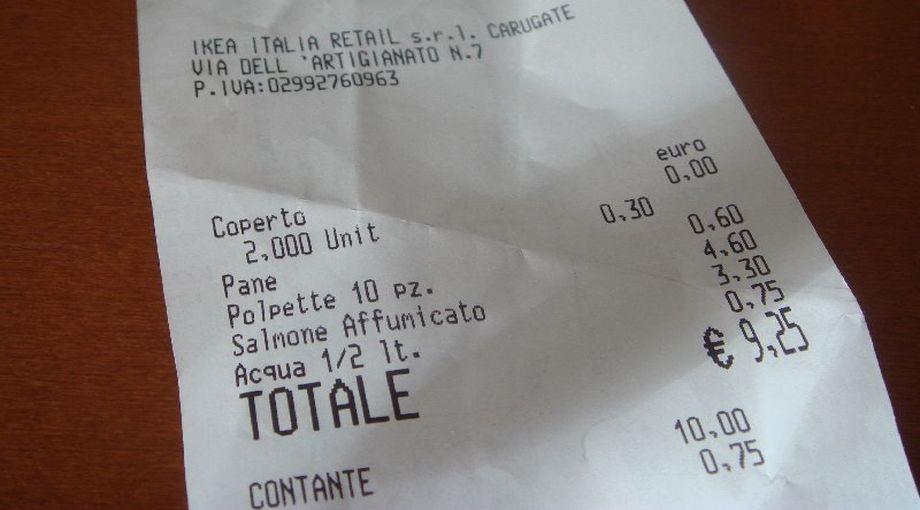 IKEA ITALIA RETAIL s.r.l. CARUGATE
VIA DELL 'ARTIGIANATO N.7
P.IVA:02992760963
euro
Coperto 0,00
2,000 Unit 0,30
Pane 0,60
Polpette 10 pz. 4,60
Salmone Affumicato 3,30
Acqua 1/2 lt. 0,75
TOTALE € 9,25
CONTANTE 10,00
0,75